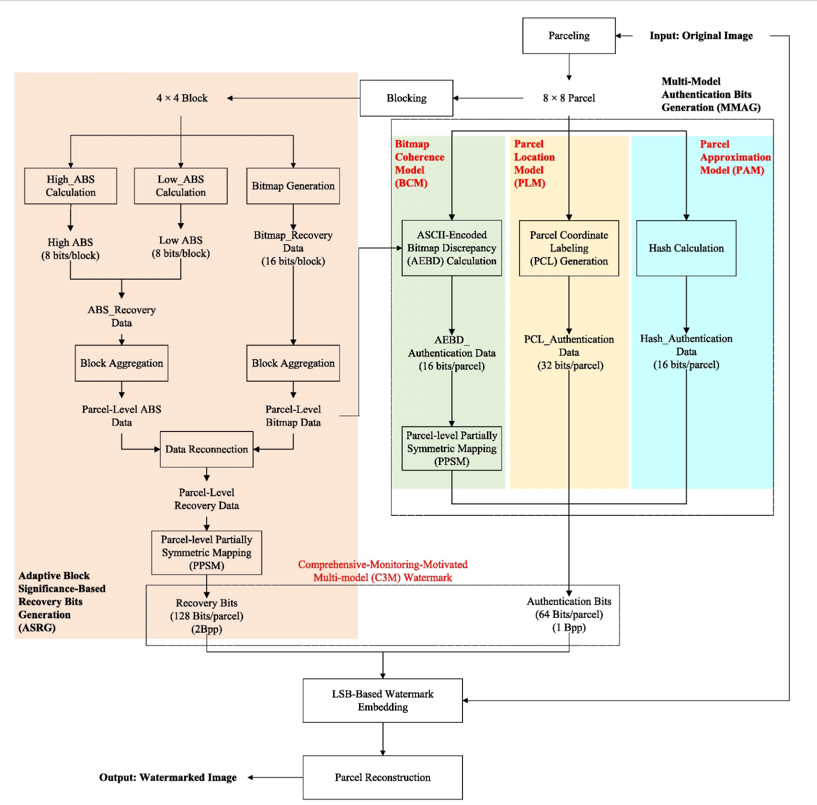 Parceling
Input: Original Image
4 × 4 Block
Blocking
8 × 8 Parcel
Multi-Model
Authentication Bits
Generation (MMAG)
High_ABS
Calculation
Low_ABS
Calculation
Bitmap Generation
Bitmap
Coherence
Model
(BCM)
Parcel
Location
Model
(PLM)
Parcel
Approximation
Model (PAM)
High ABS
(8 bits/block)
Low ABS
(8 bits/block)
Bitmap_Recovery
Data
(16 bits/block)
ASCII-Encoded
Bitmap Discrepancy
(AEBD) Calculation
Parcel Coordinate
Labeling
(PCL) Generation
Hash Calculation
ABS_Recovery
Data
AEBD_
Authentication Data
(16 bits/parcel)
PCL_Authentication
Data
(32 bits/parcel)
Hash_Authentication
Data
(16 bits/parcel)
Block Aggregation
Block Aggregation
Parcel-Level ABS
Data
Parcel-Level
Bitmap Data
Data Reconnection
Parcel-level Partially
Symmetric Mapping
(PPSM)
Parcel-Level
Recovery Data
Parcel-level Partially
Symmetric Mapping
(PPSM)
Comprehensive-Monitoring-Motivated
Multi-model (C3M) Watermark
Adaptive Block
Significance-Based
Recovery Bits
Generation
(ASRG)
Recovery Bits
(128 Bits/parcel)
(2Bpp)
Authentication Bits
(64 Bits/parcel)
(1 Bpp)
LSB-Based Watermark
Embedding
Output: Watermarked Image
Parcel Reconstruction